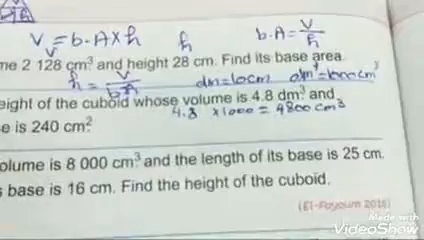 V = b.A x h h b.A = V/h
me 2 128 cm³ and height 28 cm. Find its base area.
h = V/b.A dm = 10cm dm³ = 1000 cm³
eight of the cuboid whose volume is 4.8 dm³ and
4.8 x1000 = 4800 cm³
e is 240 cm²
olume is 8 000 cm³ and the length of its base is 25 cm.
s base is 16 cm. Find the height of the cuboid.
(El-Fayoum 2016)
Made with
VideoShow